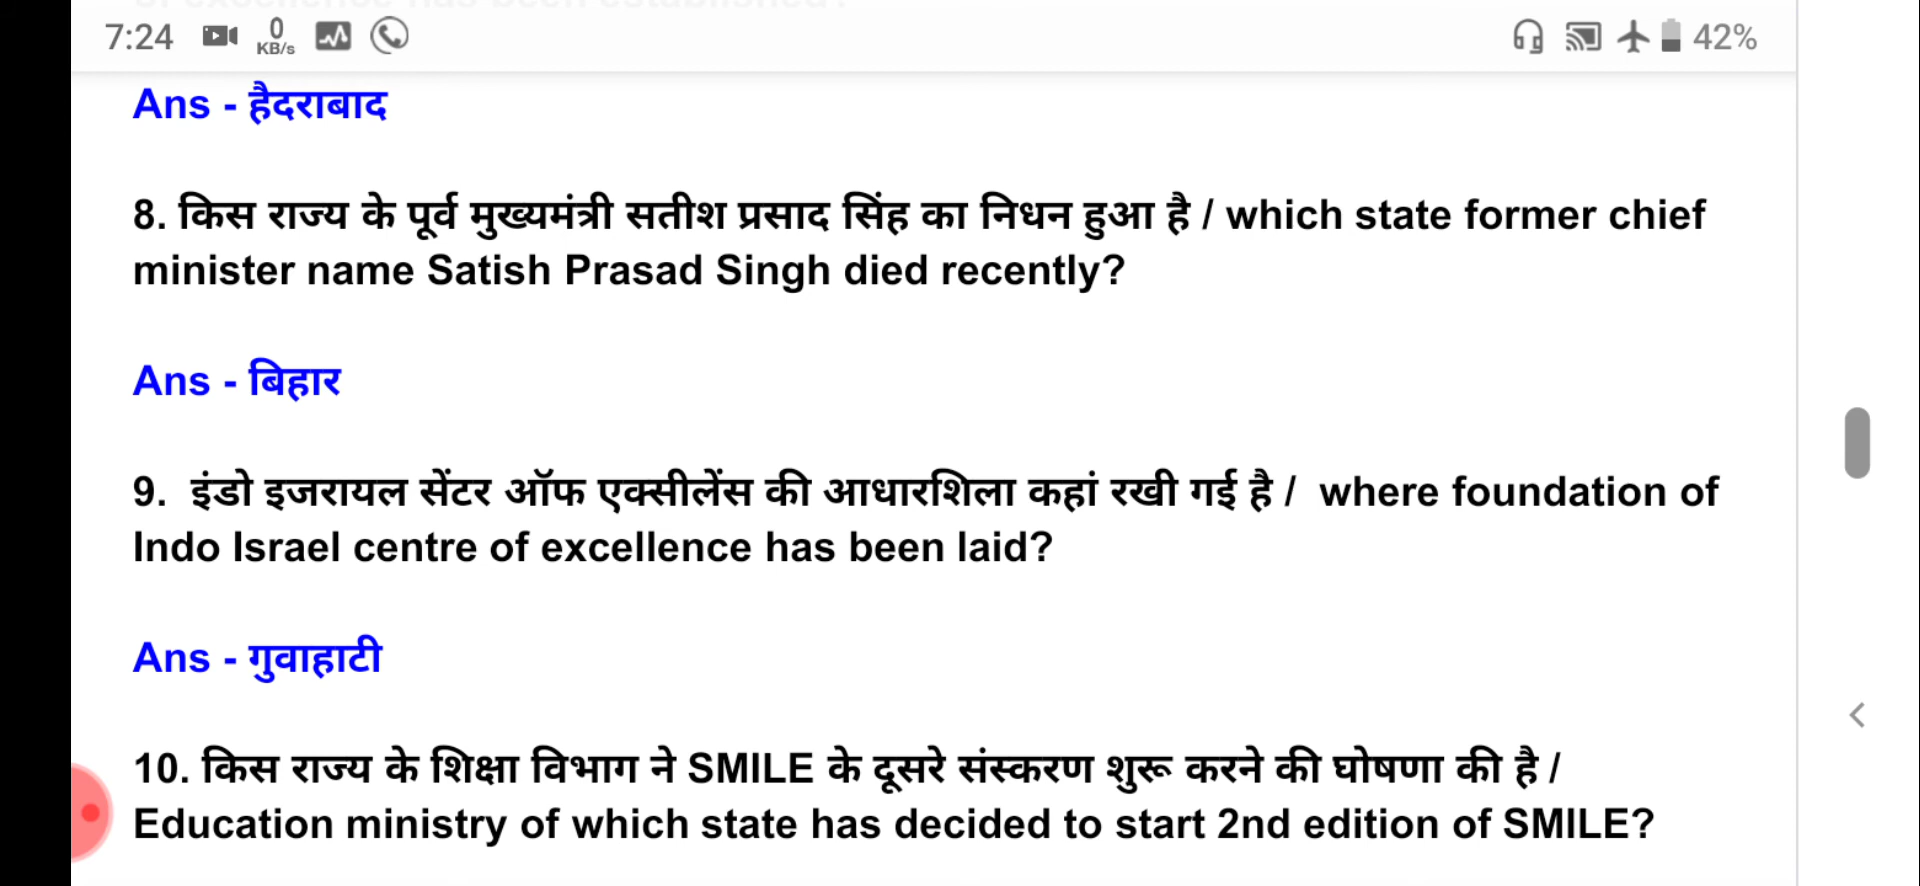 7:24 0 KB/s 42%
Ans - हैदराबाद
8. किस राज्य के पूर्व मुख्यमंत्री सतीश प्रसाद सिंह का निधन हुआ है / which state former chief
minister name Satish Prasad Singh died recently?
Ans - बिहार
9. इंडो इजरायल सेंटर ऑफ एक्सीलेंस की आधारशिला कहां रखी गई है / where foundation of
Indo Israel centre of excellence has been laid?
Ans - गुवाहाटी
10. किस राज्य के शिक्षा विभाग ने SMILE के दूसरे संस्करण शुरू करने की घोषणा की है /
Education ministry of which state has decided to start 2nd edition of SMILE?